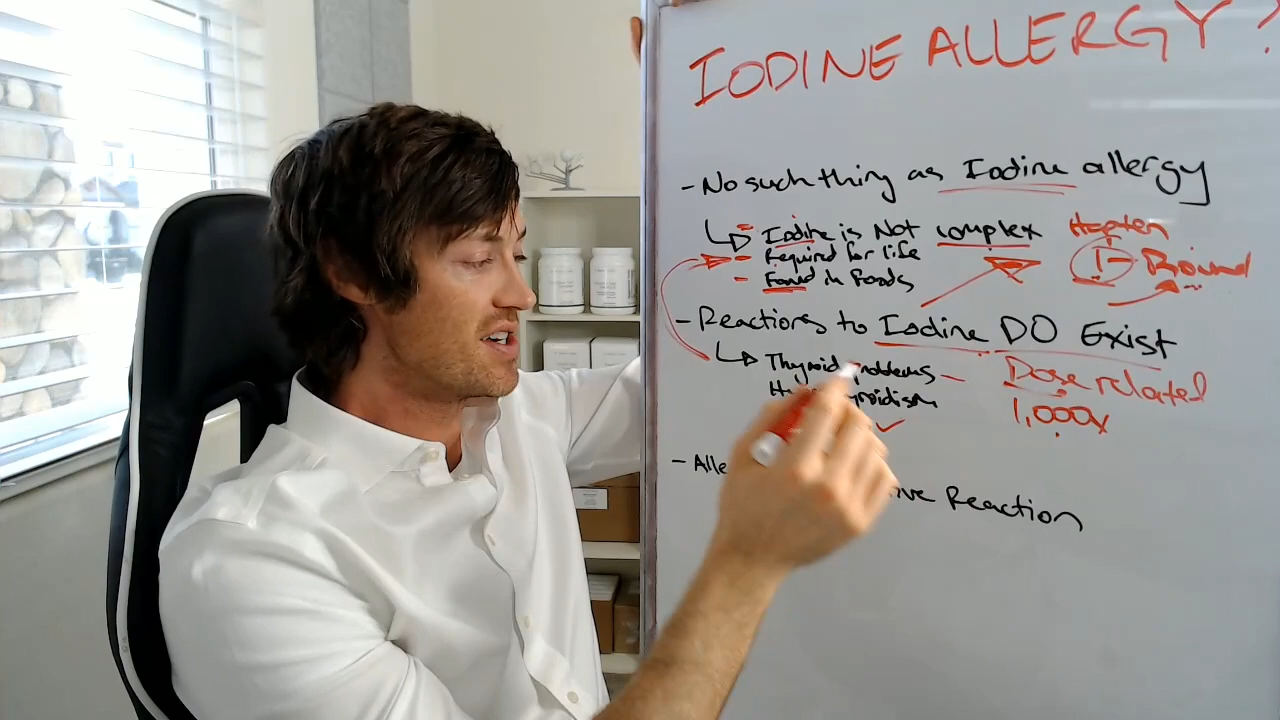 IODINE ALLERGY?
- No such thing as Iodine allergy
- Iodine is Not complex Hapten
- Required for life I- Bound
- Found in foods
- Reactions to Iodine DO Exist
Thyroid problems - Dose related
1,000x
Reaction